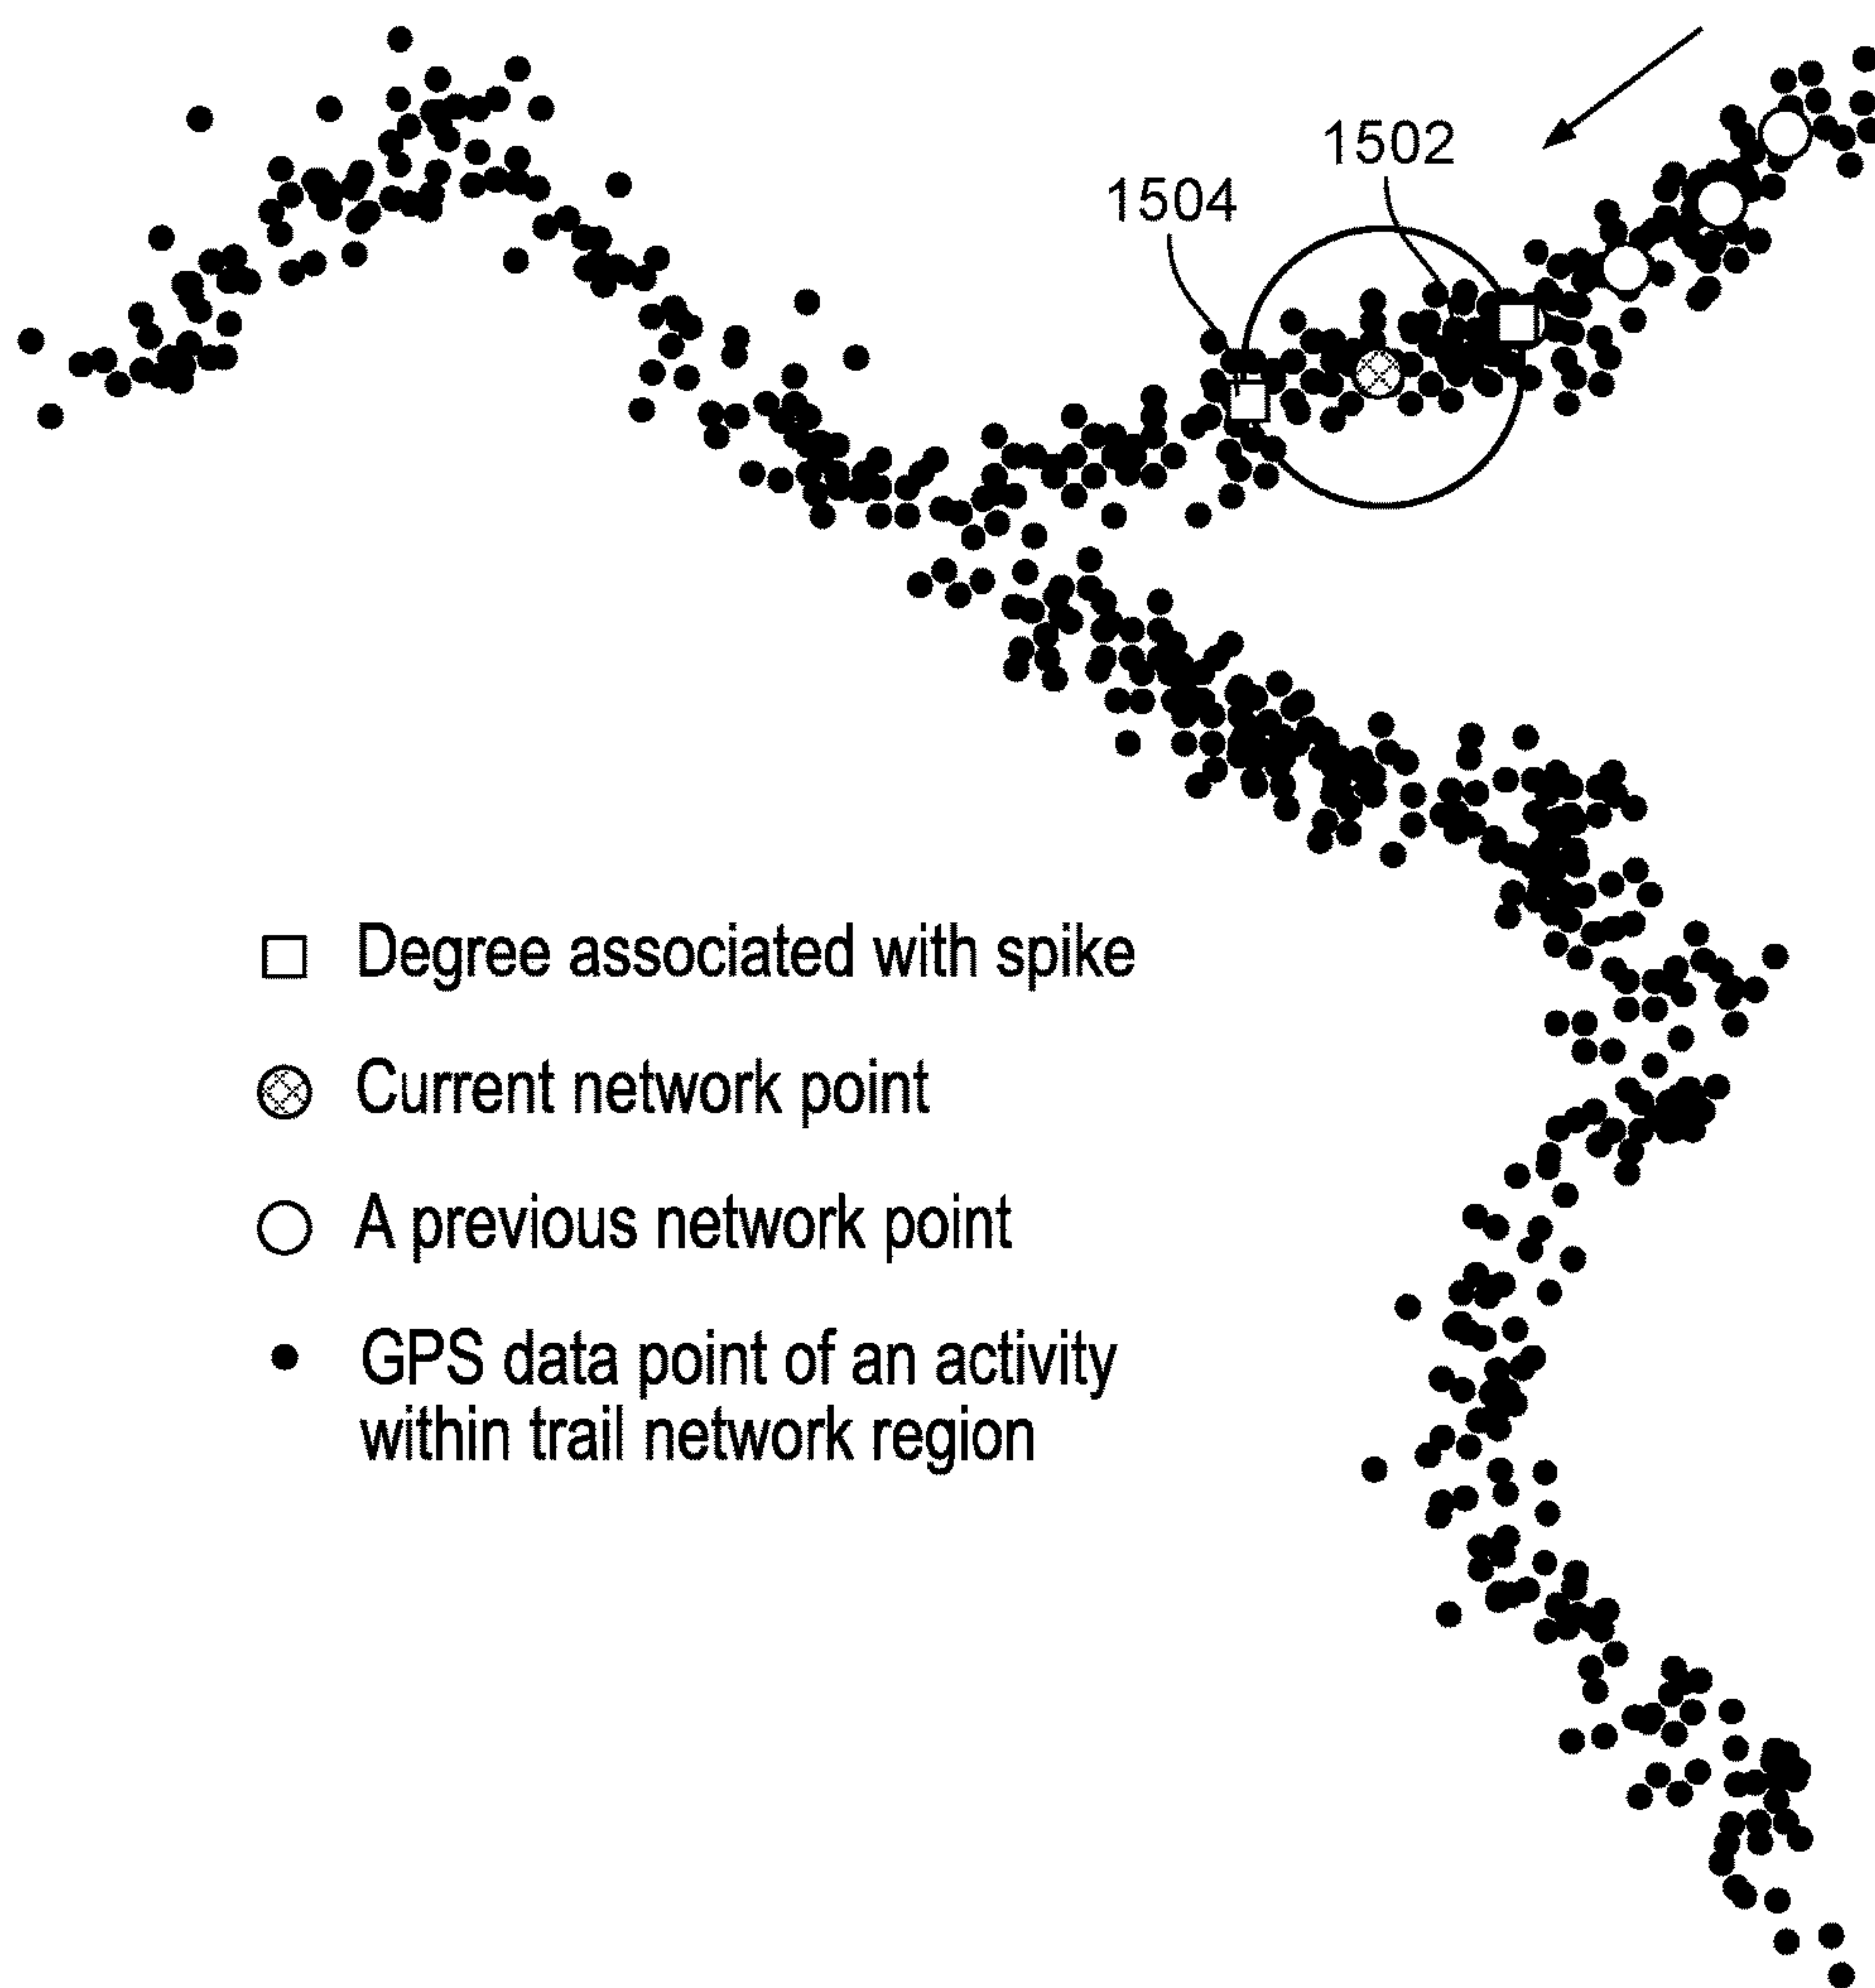 1502
1504
Degree associated with spike
Current network point
A previous network point
GPS data point of an activity
within trail network region